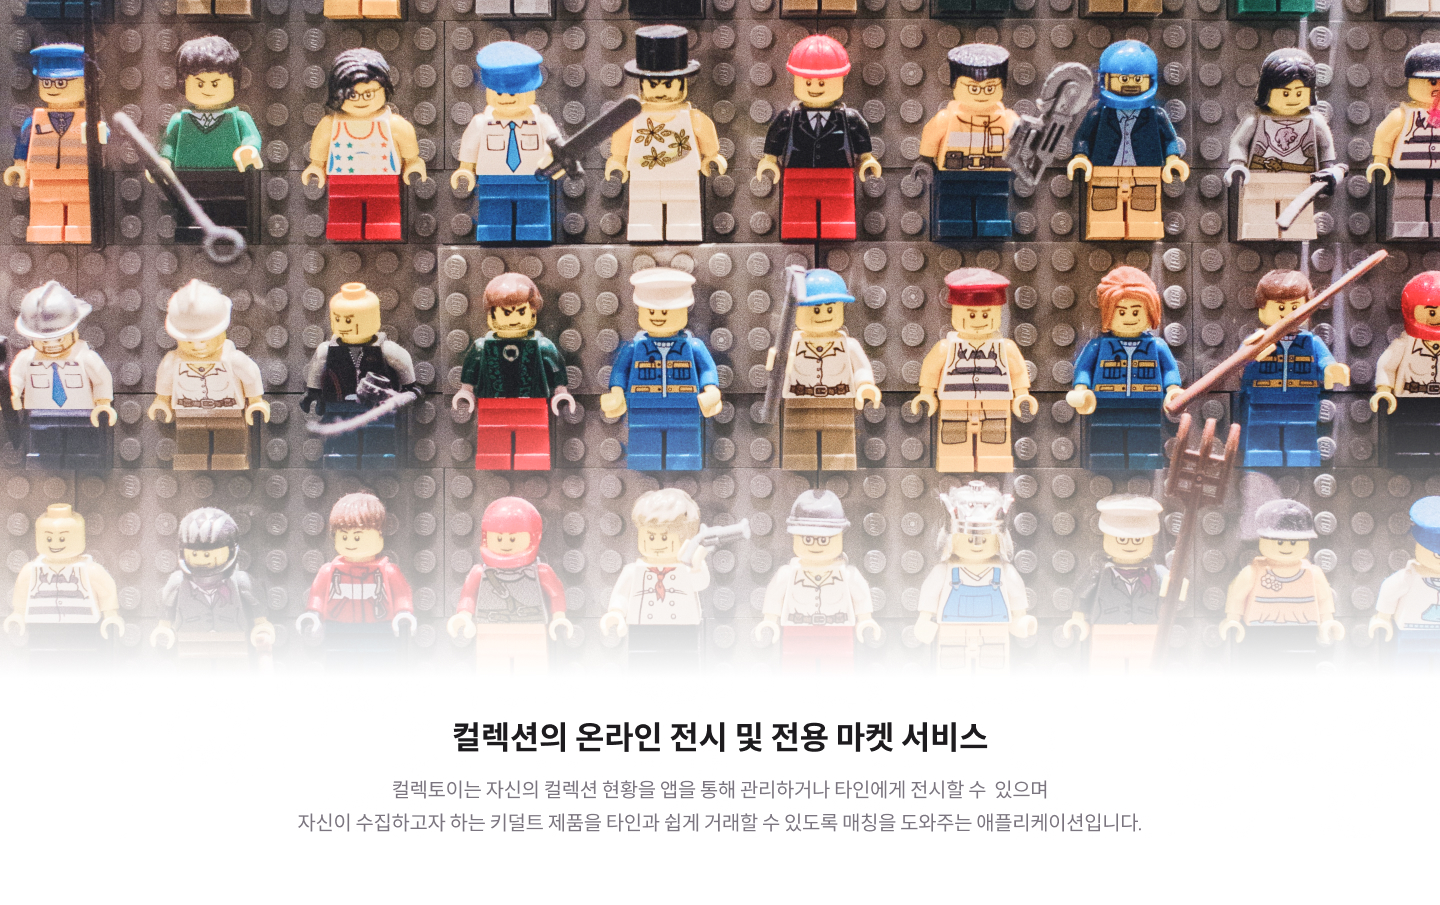 컬렉션의 온라인 전시 및 전용 마켓 서비스
컬렉토이는 자신의 컬렉션 현황을 앱을 통해 관리하거나 타인에게 전시할 수 있으며
자신이 수집하고자 하는 키덜트 제품을 타인과 쉽게 거래할 수 있도록 매칭을 도와주는 애플리케이션입니다.